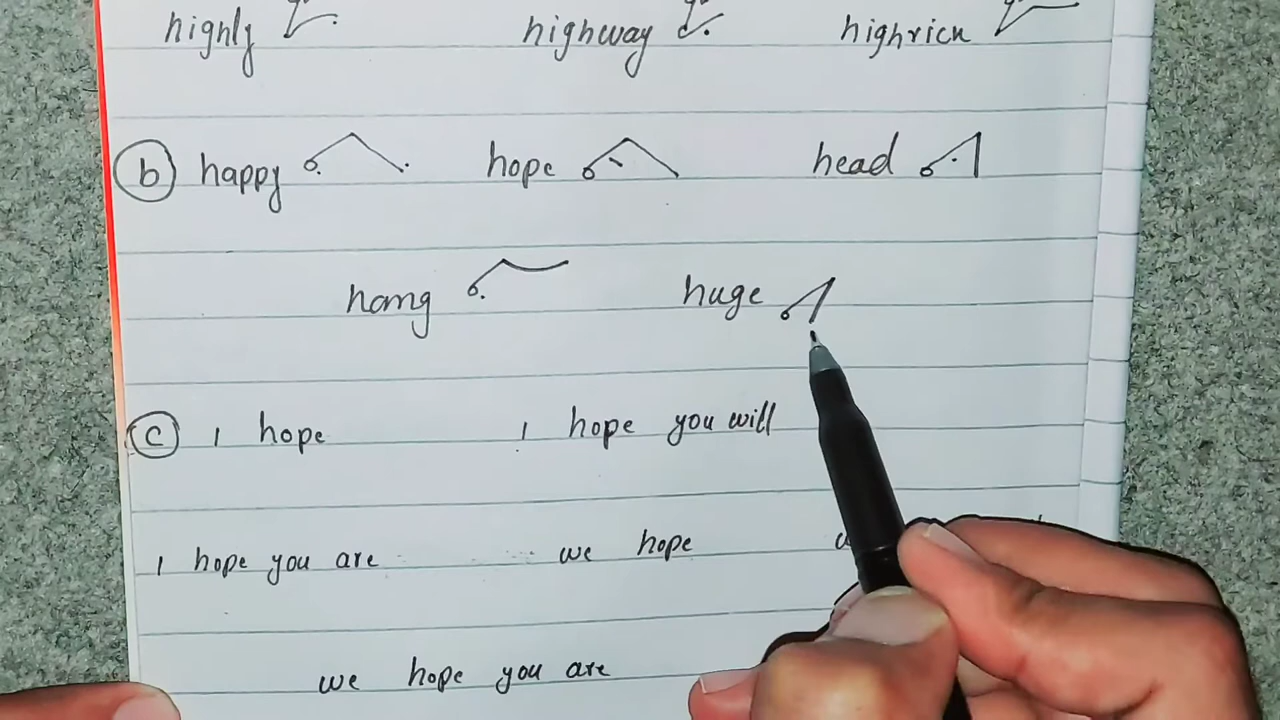 highly highway
b happy hope head
hang huge
c I hope I hope you will
I hope you are we hope
we hope you are